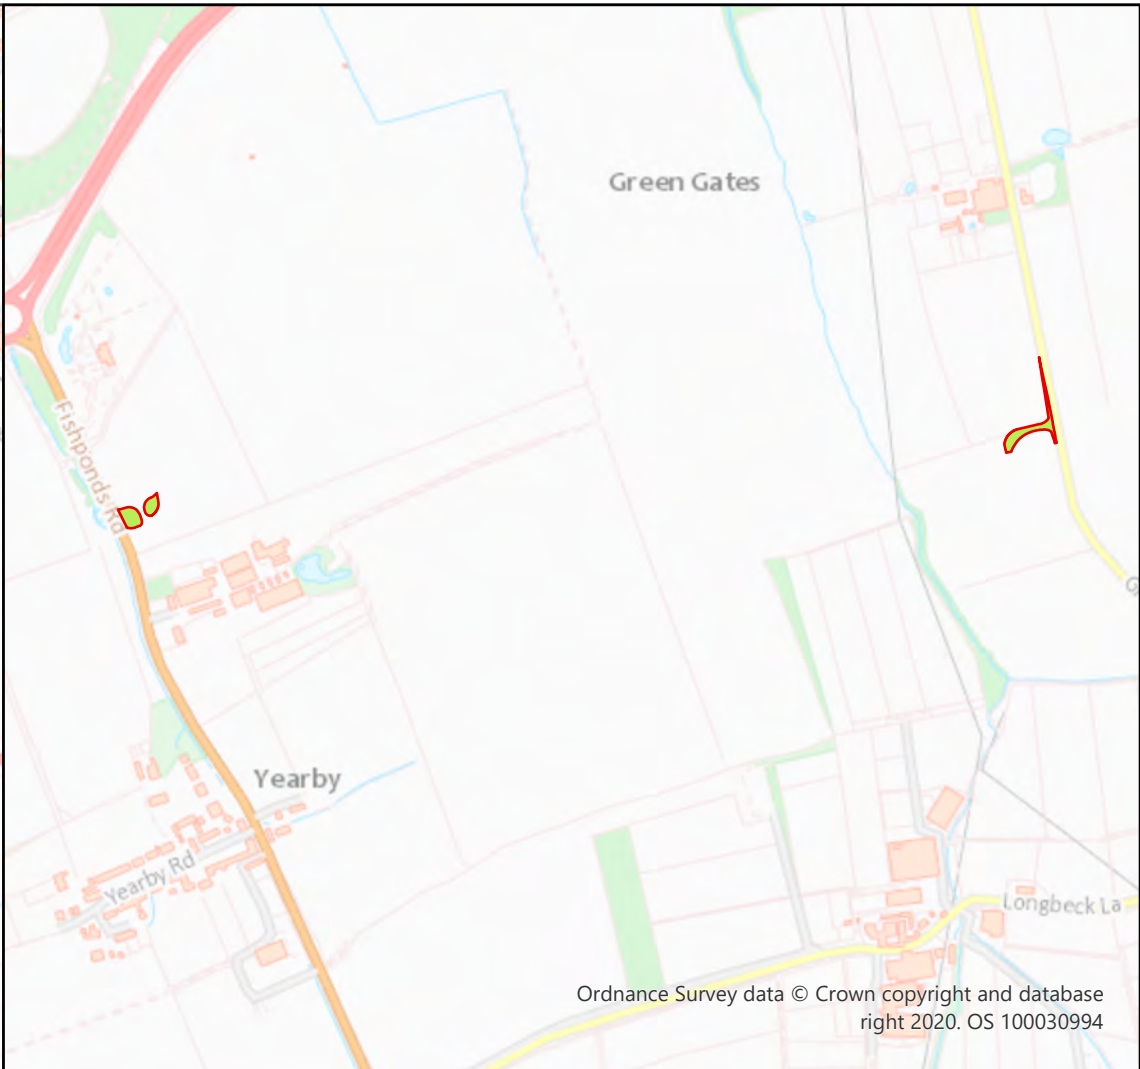 Green Gates
Fishponds Rd
Yearby
Yearby Rd
Longbeck La
Ordnance Survey data © Crown copyright and database
right 2020. OS 100030994